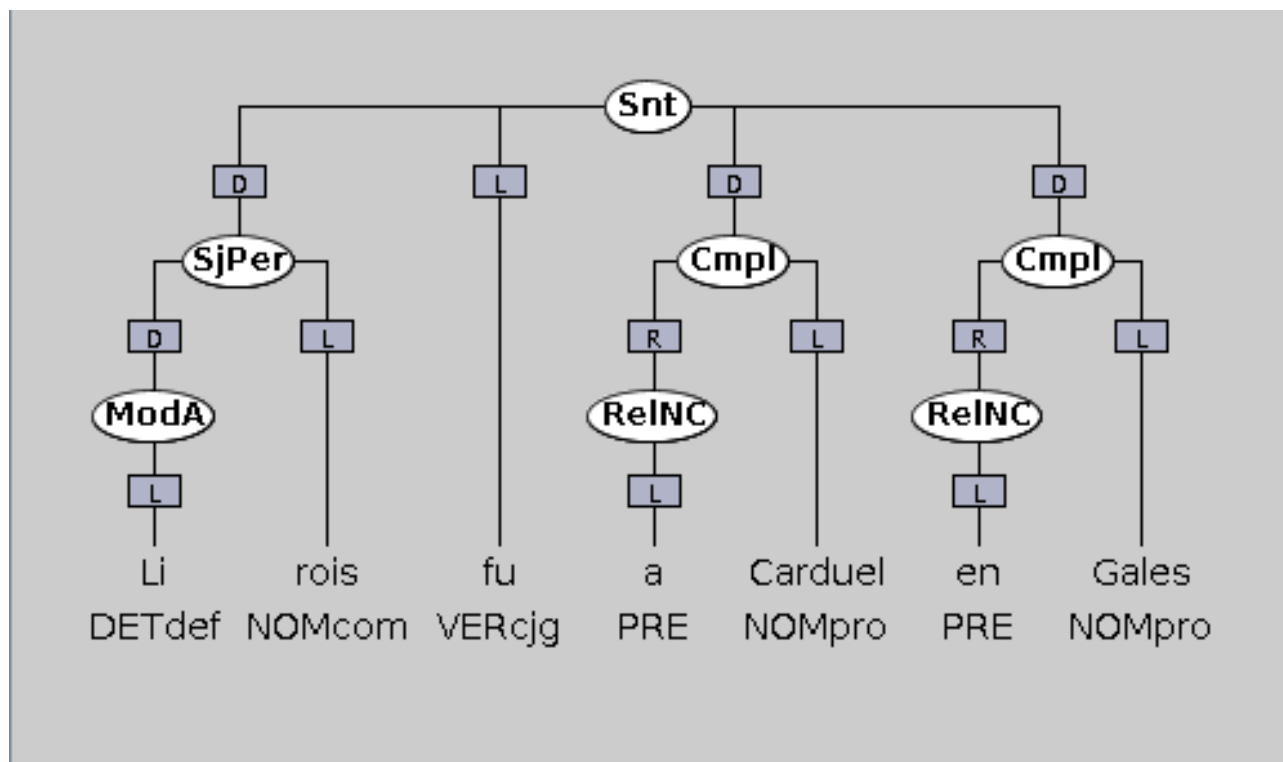 Snt
D L D D
SjPer Cmpl Cmpl
D L R L R L
ModA RelNC RelNC
L L L
Li rois fu a Carduel en Gales
DETdef NOMcom VERcjg PRE NOMpro PRE NOMpro